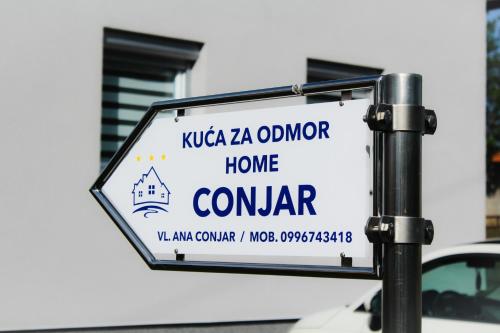 KUĆA ZA ODMOR
HOME
CONJAR
VL. ANA CONJAR / MOB. 0996743418